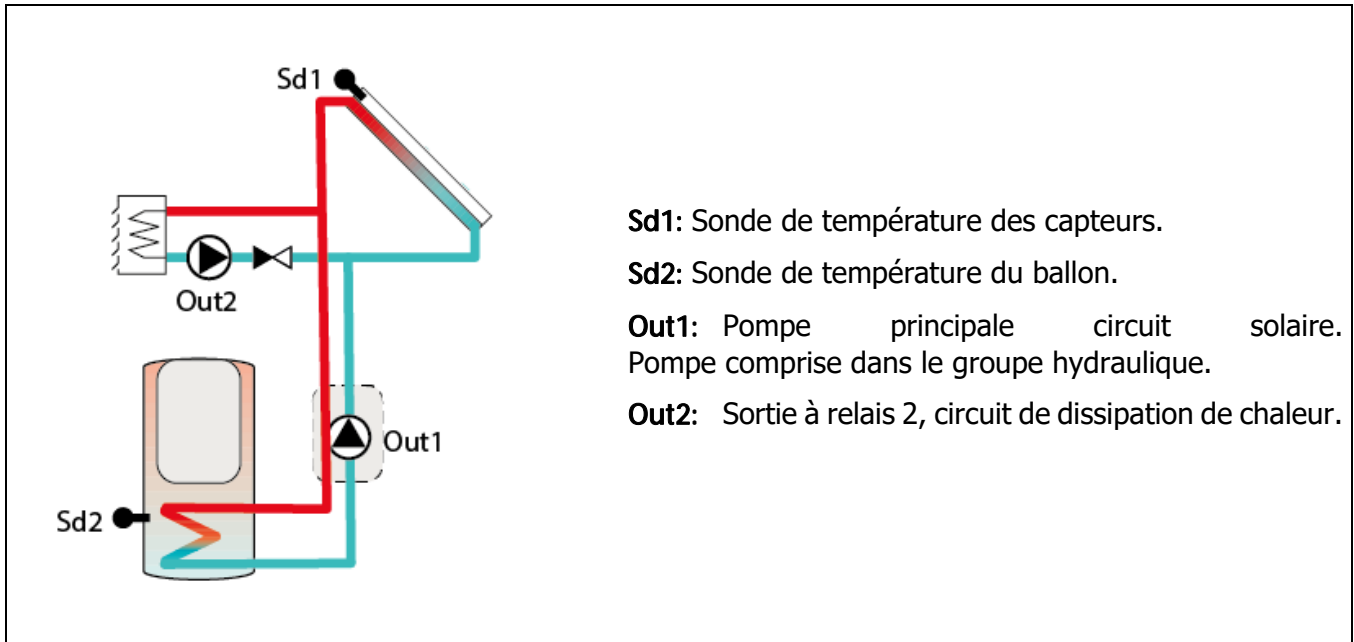 Sd1
Out2
Out1
Sd2
Sd1: Sonde de température des capteurs.
Sd2: Sonde de température du ballon.
Out1: Pompe principale circuit solaire.
Pompe comprise dans le groupe hydraulique.
Out2: Sortie à relais 2, circuit de dissipation de chaleur.